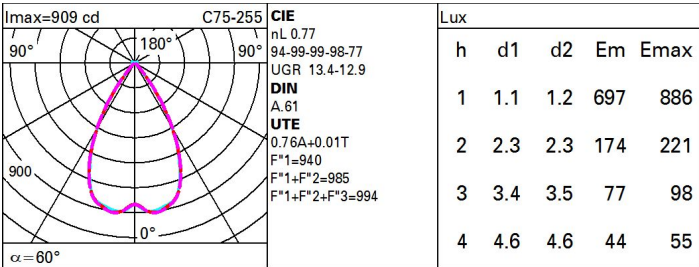 Imax=909 cd C75-255
90° 180° 90°
900
0°
α=60°
CIE
nL 0.77
94-99-99-98-77
UGR 13.4-12.9
DIN
A.61
UTE
0.76A+0.01T
F"1=940
F"1+F"2=985
F"1+F"2+F"3=994
Lux
h d1 d2 Em Emax
1 1.1 1.2 697 886
2 2.3 2.3 174 221
3 3.4 3.5 77 98
4 4.6 4.6 44 55